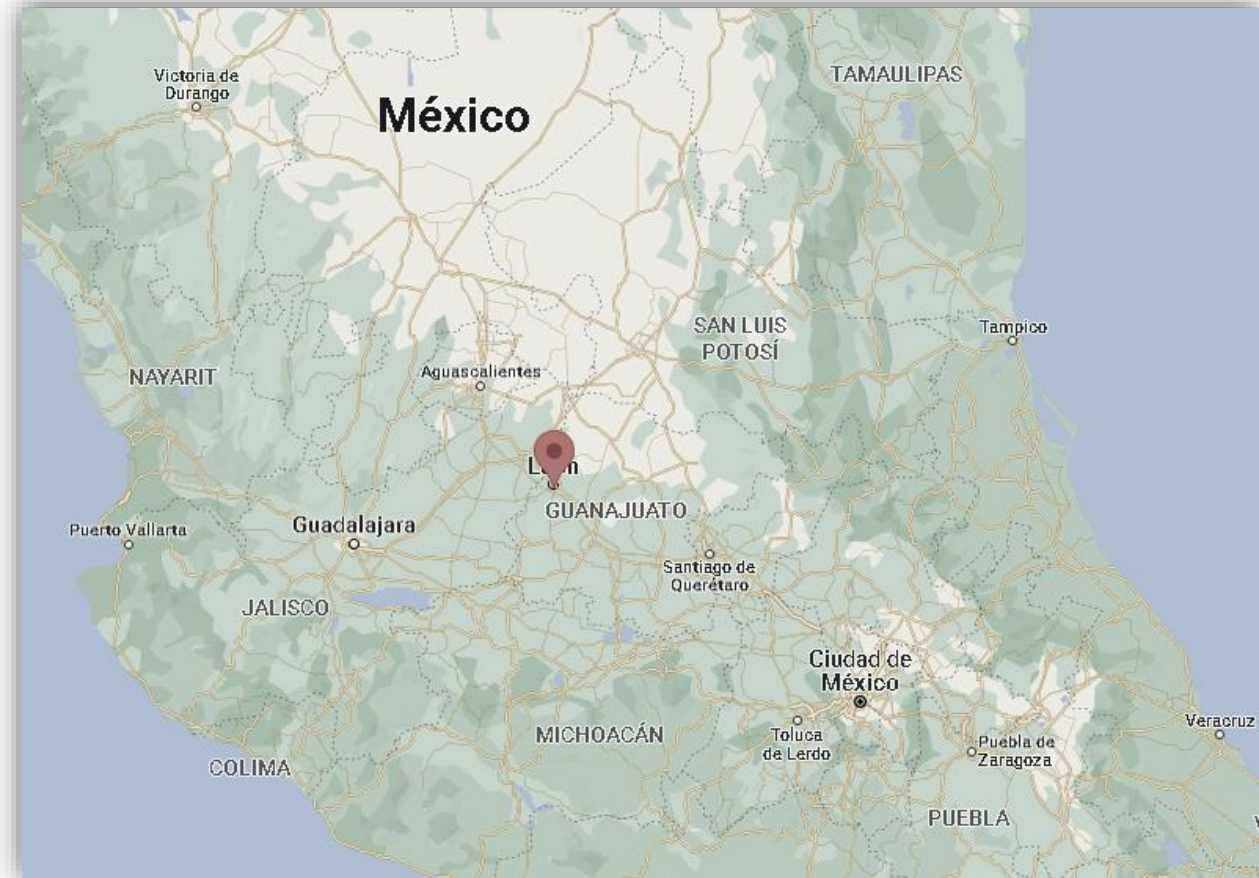 Victoria de
Durango
México
TAMAULIPAS
SAN LUIS
POTOSÍ
Tampico
Aguascalientes
NAYARIT
GUANAJUATO
Puerto Vallarta
Guadalajara
Santiago de
Querétaro
JALISCO
Ciudad de
México
MICHOACÁN
Toluca
de Lerdo
Veracruz
Puebla de
Zaragoza
COLIMA
PUEBLA